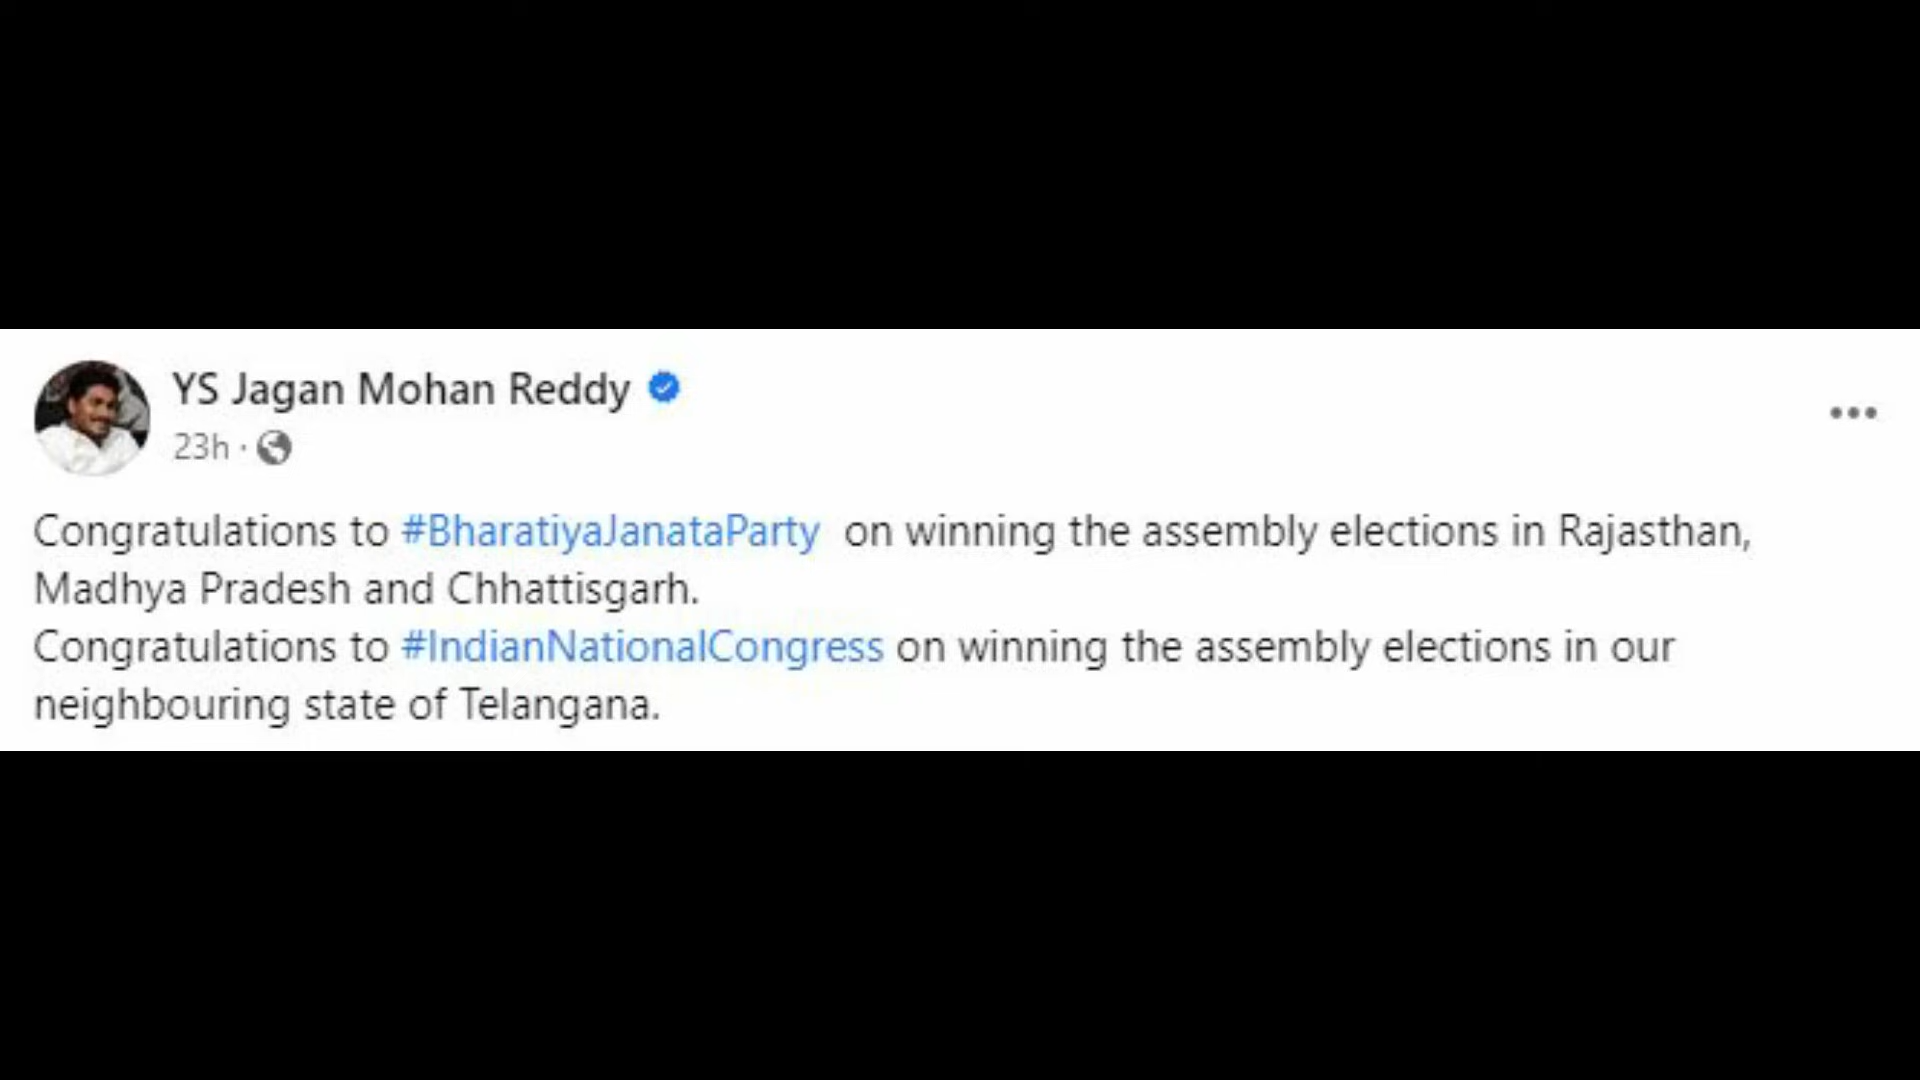 YS Jagan Mohan Reddy
23h ·
Congratulations to #BharatiyaJanataParty on winning the assembly elections in Rajasthan,
Madhya Pradesh and Chhattisgarh.
Congratulations to #IndianNationalCongress on winning the assembly elections in our
neighbouring state of Telangana.